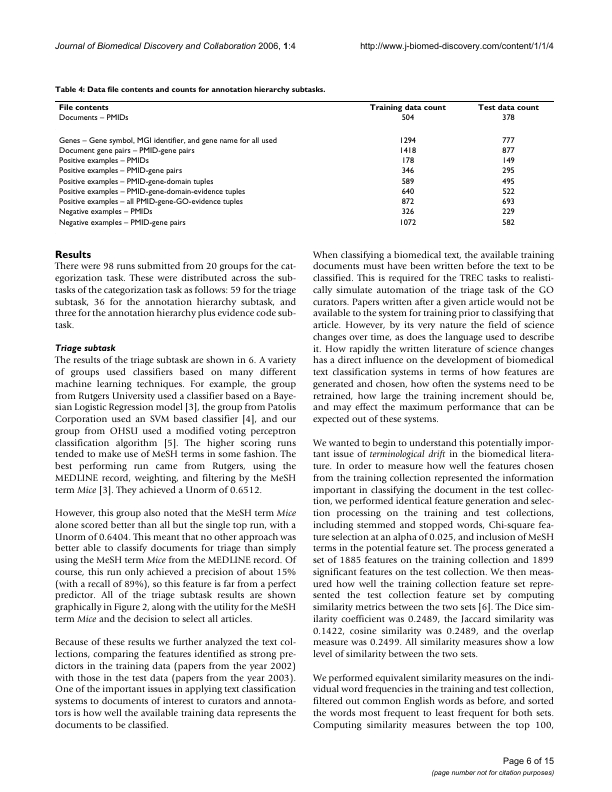 Journal of Biomedical Discovery and Collaboration 2006, 1:4 http://www.j-biomed-discovery.com/content/1/1/4
Table 4: Data file contents and counts for annotation hierarchy subtasks.
File contents Training data count Test data count
Documents – PMIDs 504 378
Genes – Gene symbol, MGI identifier, and gene name for all used 1294 777
Document gene pairs – PMID-gene pairs 1418 877
Positive examples – PMIDs 178 149
Positive examples – PMID-gene pairs 346 295
Positive examples – PMID-gene-domain tuples 589 495
Positive examples – PMID-gene-domain-evidence tuples 640 522
Positive examples – all PMID-gene-GO-evidence tuples 872 693
Negative examples – PMIDs 326 229
Negative examples – PMID-gene pairs 1072 582
Results
There were 98 runs submitted from 20 groups for the cat-
egorization task. These were distributed across the sub-
tasks of the categorization task as follows: 59 for the triage
subtask, 36 for the annotation hierarchy subtask, and
three for the annotation hierarchy plus evidence code sub-
task.
Triage subtask
The results of the triage subtask are shown in 6. A variety
of groups used classifiers based on many different
machine learning techniques. For example, the group
from Rutgers University used a classifier based on a Baye-
sian Logistic Regression model [3], the group from Patolis
Corporation used an SVM based classifier [4], and our
group from OHSU used a modified voting perceptron
classification algorithm [5]. The higher scoring runs
tended to make use of MeSH terms in some fashion. The
best performing run came from Rutgers, using the
MEDLINE record, weighting, and filtering by the MeSH
term Mice [3]. They achieved a Unorm of 0.6512.
However, this group also noted that the MeSH term Mice
alone scored better than all but the single top run, with a
Unorm of 0.6404. This meant that no other approach was
better able to classify documents for triage than simply
using the MeSH term Mice from the MEDLINE record. Of
course, this run only achieved a precision of about 15%
(with a recall of 89%), so this feature is far from a perfect
predictor. All of the triage subtask results are shown
graphically in Figure 2, along with the utility for the MeSH
term Mice and the decision to select all articles.
Because of these results we further analyzed the text col-
lections, comparing the features identified as strong pre-
dictors in the training data (papers from the year 2002)
with those in the test data (papers from the year 2003).
One of the important issues in applying text classification
systems to documents of interest to curators and annota-
tors is how well the available training data represents the
documents to be classified.
When classifying a biomedical text, the available training
documents must have been written before the text to be
classified. This is required for the TREC tasks to realisti-
cally simulate automation of the triage task of the GO
curators. Papers written after a given article would not be
available to the system for training prior to classifying that
article. However, by its very nature the field of science
changes over time, as does the language used to describe
it. How rapidly the written literature of science changes
has a direct influence on the development of biomedical
text classification systems in terms of how features are
generated and chosen, how often the systems need to be
retrained, how large the training increment should be,
and may effect the maximum performance that can be
expected out of these systems.
We wanted to begin to understand this potentially impor-
tant issue of terminological drift in the biomedical litera-
ture. In order to measure how well the features chosen
from the training collection represented the information
important in classifying the document in the test collec-
tion, we performed identical feature generation and selec-
tion processing on the training and test collections,
including stemmed and stopped words, Chi-square fea-
ture selection at an alpha of 0.025, and inclusion of MeSH
terms in the potential feature set. The process generated a
set of 1885 features on the training collection and 1899
significant features on the test collection. We then meas-
ured how well the training collection feature set repre-
sented the test collection feature set by computing
similarity metrics between the two sets [6]. The Dice sim-
ilarity coefficient was 0.2489, the Jaccard similarity was
0.1422, cosine similarity was 0.2489, and the overlap
measure was 0.2499. All similarity measures show a low
level of similarity between the two sets.
We performed equivalent similarity measures on the indi-
vidual word frequencies in the training and test collection,
filtered out common English words as before, and sorted
the words most frequent to least frequent for both sets.
Computing similarity measures between the top 100,
Page 6 of 15
(page number not for citation purposes)